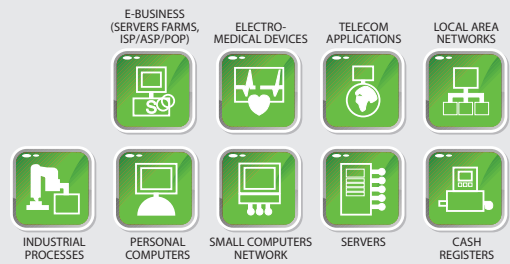 E-BUSINESS
(SERVERS FARMS,
ISP/ASP/POP)
ELECTRO-
MEDICAL DEVICES
TELECOM
APPLICATIONS
LOCAL AREA
NETWORKS
INDUSTRIAL
PROCESSES
PERSONAL
COMPUTERS
SMALL COMPUTERS
NETWORK
SERVERS
CASH
REGISTERS